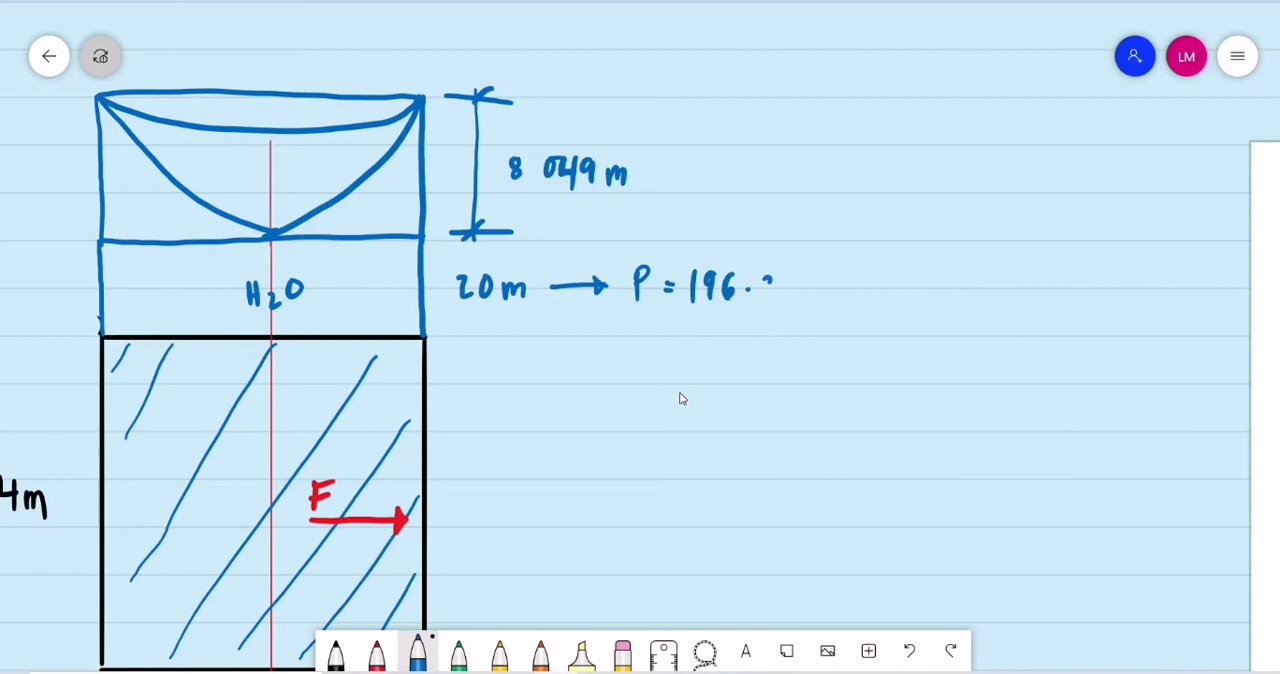 LM
8 049 m
H2O
20m → P = 196.
F
4m
A